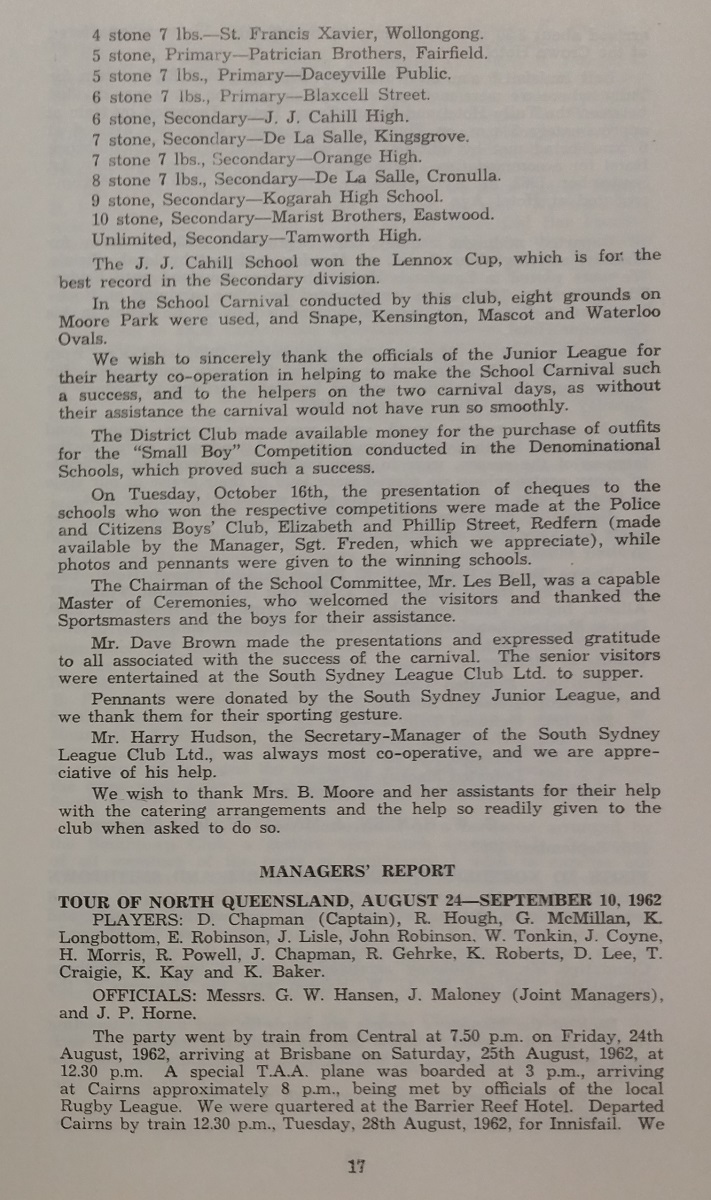 4 stone 7 lbs.—St. Francis Xavier, Wollongong.
5 stone, Primary—Patrician Brothers, Fairfield.
5 stone 7 lbs., Primary—Daceyville Public.
6 stone 7 lbs., Primary—Blaxcell Street.
6 stone, Secondary—J. J. Cahill High.
7 stone, Secondary—De La Salle, Kingsgrove.
7 stone 7 lbs., Secondary—Orange High.
8 stone 7 lbs., Secondary—De La Salle, Cronulla.
9 stone, Secondary—Kogarah High School.
10 stone, Secondary—Marist Brothers, Eastwood.
Unlimited, Secondary—Tamworth High.
The J. J. Cahill School won the Lennox Cup, which is for the
best record in the Secondary division.
In the School Carnival conducted by this club, eight grounds on
Moore Park were used, and Snape, Kensington, Mascot and Waterloo
Ovals.
We wish to sincerely thank the officials of the Junior League for
their hearty co-operation in helping to make the School Carnival such
a success, and to the helpers on the two carnival days, as without
their assistance the carnival would not have run so smoothly.
The District Club made available money for the purchase of outfits
for the "Small Boy" Competition conducted in the Denominational
Schools, which proved such a success.
On Tuesday, October 16th, the presentation of cheques to the
schools who won the respective competitions were made at the Police
and Citizens Boys' Club, Elizabeth and Phillip Street, Redfern (made
available by the Manager, Sgt. Freden, which we appreciate), while
photos and pennants were given to the winning schools.
The Chairman of the School Committee, Mr. Les Bell, was a capable
Master of Ceremonies, who welcomed the visitors and thanked the
Sportsmasters and the boys for their assistance.
Mr. Dave Brown made the presentations and expressed gratitude
to all associated with the success of the carnival. The senior visitors
were entertained at the South Sydney League Club Ltd. to supper.
Pennants were donated by the South Sydney Junior League, and
we thank them for their sporting gesture.
Mr. Harry Hudson, the Secretary-Manager of the South Sydney
League Club Ltd., was always most co-operative, and we are appre-
ciative of his help.
We wish to thank Mrs. B. Moore and her assistants for their help
with the catering arrangements and the help so readily given to the
club when asked to do so.
MANAGERS' REPORT
TOUR OF NORTH QUEENSLAND, AUGUST 24—SEPTEMBER 10, 1962
PLAYERS: D. Chapman (Captain), R. Hough, G. McMillan, K.
Longbottom, E. Robinson, J. Lisle, John Robinson. W. Tonkin, J. Coyne,
H. Morris, R. Powell, J. Chapman, R. Gehrke, K. Roberts, D. Lee, T.
Craigie, K. Kay and K. Baker.
OFFICIALS: Messrs. G. W. Hansen, J. Maloney (Joint Managers),
and J. P. Horne.
The party went by train from Central at 7.50 p.m. on Friday, 24th
August, 1962, arriving at Brisbane on Saturday, 25th August, 1962, at
12.30 p.m. A special T.A.A. plane was boarded at 3 p.m., arriving
at Cairns approximately 8 p.m., being met by officials of the local
Rugby League. We were quartered at the Barrier Reef Hotel. Departed
Cairns by train 12.30 p.m., Tuesday, 28th August, 1962, for Innisfail. We
17